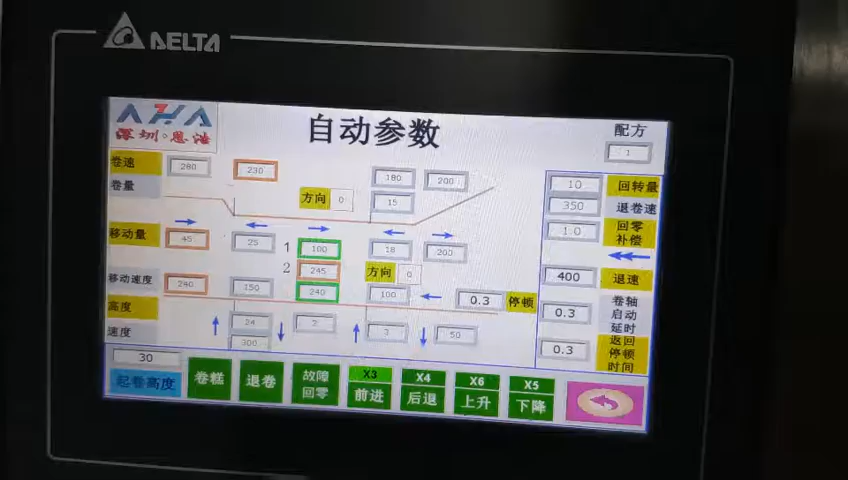 DELTA
AHA
深圳·恩浩
自动参数
配方
1
卷速
280
230
180
200
10
回转量
卷量
方向
0
15
350
退卷速
移动量
45
25
1
100
18
200
1.0
回零
补偿
2
245
方向
0
移动速度
240
150
240
100
0.3
停顿
400
退速
高度
24
2
3
50
0.3
卷轴
启动
延时
速度
300
0.3
返回
停顿
时间
30
起卷高度
卷糕
退卷
故障
回零
X3
前进
X4
后退
X6
上升
X5
下降